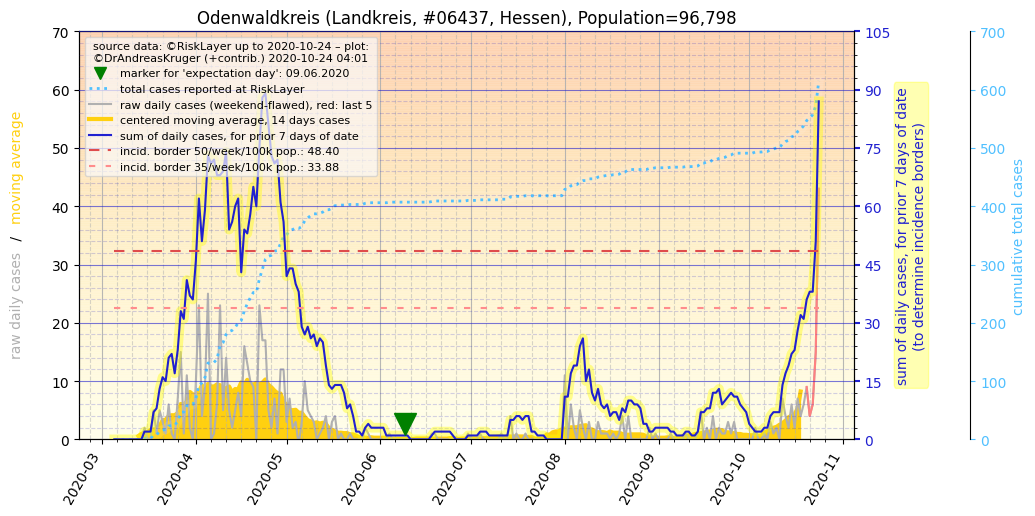 Odenwaldkreis (Landkreis, #06437, Hessen), Population=96,798
source data: ©RiskLayer up to 2020-10-24 – plot:
©DrAndreasKruger (+contrib.) 2020-10-24 04:01
marker for 'expectation day': 09.06.2020
total cases reported at RiskLayer
raw daily cases (weekend-flawed), red: last 5
centered moving average, 14 days cases
sum of daily cases, for prior 7 days of date
incid. border 50/week/100k pop.: 48.40
incid. border 35/week/100k pop.: 33.88
raw daily cases / moving average
70
60
50
40
30
20
10
0
105
90
75
60
45
30
15
0
sum of daily cases, for prior 7 days of date
(to determine incidence borders)
700
600
500
400
300
200
100
0
cumulative total cases
2020-03
2020-04
2020-05
2020-06
2020-07
2020-08
2020-09
2020-10
2020-11